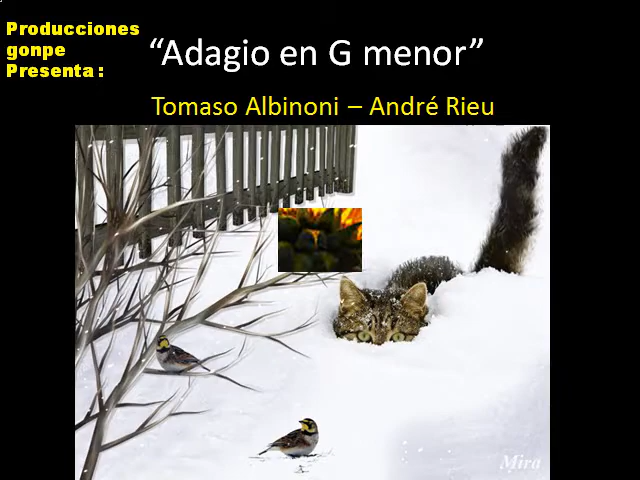 Producciones
gonpe
Presenta :
“Adagio en G menor”
Tomaso Albinoni – André Rieu
Mira